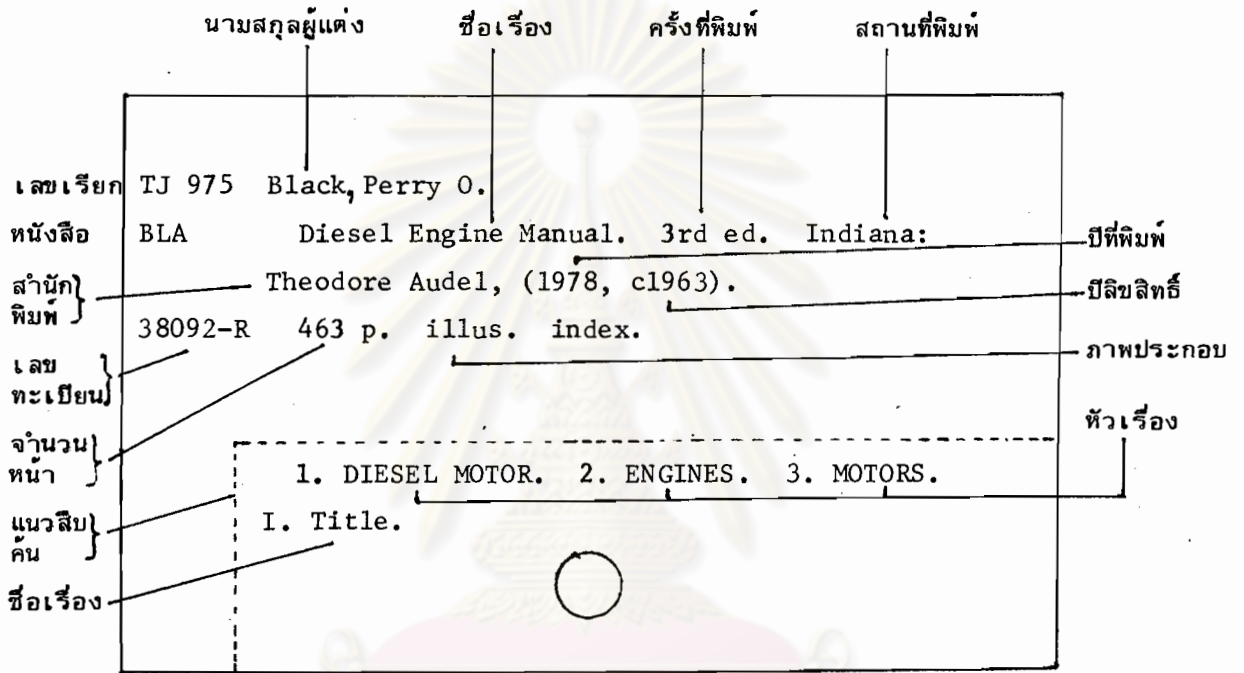 นามสกุลผู้แต่ง ชื่อเรื่อง ครั้งที่พิมพ์ สถานที่พิมพ์
เลขเรียก TJ 975 Black, Perry O.
หนังสือ BLA Diesel Engine Manual. 3rd ed. Indiana: ปีที่พิมพ์
สำนัก Theodore Audel, (1978, c1963). ปีลิขสิทธิ์
พิมพ์
38092-R 463 p. illus. index. ภาพประกอบ
เลข
ทะเบียน
หัวเรื่อง
จำนวน
หน้า 1. DIESEL MOTOR. 2. ENGINES. 3. MOTORS.
แนวสืบ I. Title.
ค้น
ชื่อเรื่อง